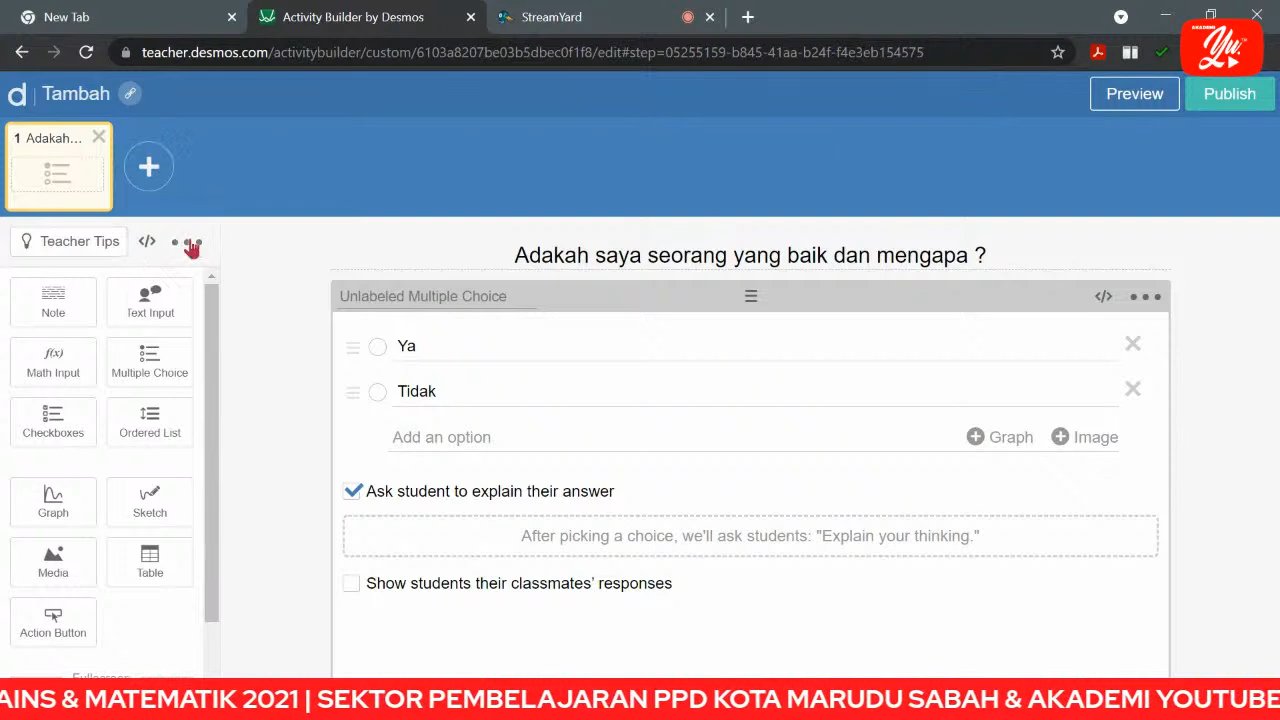 New Tab
Activity Builder by Desmos
StreamYard
teacher.desmos.com/activitybuilder/custom/6103a8207be03b5dbec0f1f8/edit#step=05255159-b845-41aa-b24f-f4e3eb154575
AKADEMI
YuT
d | Tambah
Preview
Publish
1 Adakah...
Teacher Tips
Adakah saya seorang yang baik dan mengapa ?
Note
Text Input
Unlabeled Multiple Choice
f(x)
Math Input
Multiple Choice
Ya
Tidak
Checkboxes
Ordered List
Add an option
Graph
Image
Graph
Sketch
Ask student to explain their answer
After picking a choice, we'll ask students: "Explain your thinking."
Media
Table
Show students their classmates' responses
Action Button
Fullscreen
AINS & MATEMATIK 2021 | SEKTOR PEMBELAJARAN PPD KOTA MARUDU SABAH & AKADEMI YOUTUBE